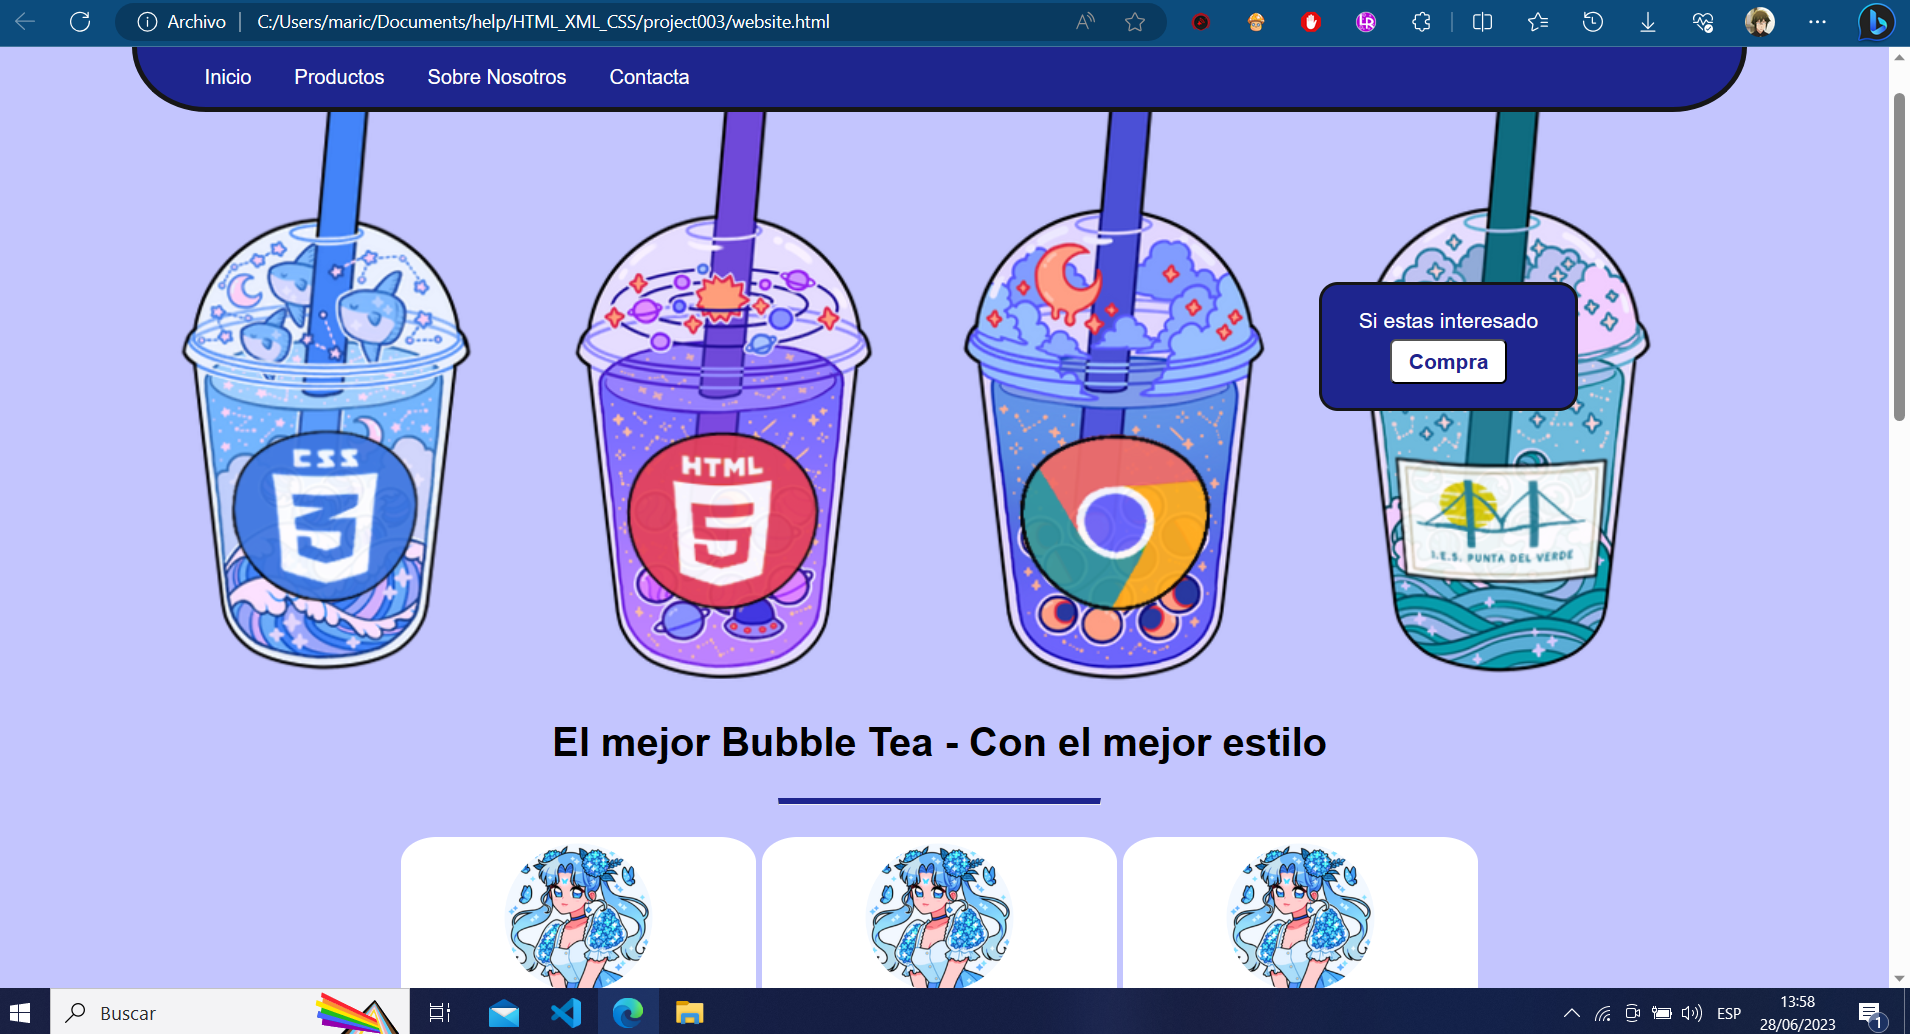 Archivo
C:/Users/maric/Documents/help/HTML_XML_CSS/project003/website.html
Inicio
Productos
Sobre Nosotros
Contacta
Si estas interesado
Compra
CSS
3
HTML
5
I.E.S. PUNTA DEL VERDE
El mejor Bubble Tea - Con el mejor estilo
Buscar
ESP
13:58
28/06/2023
1